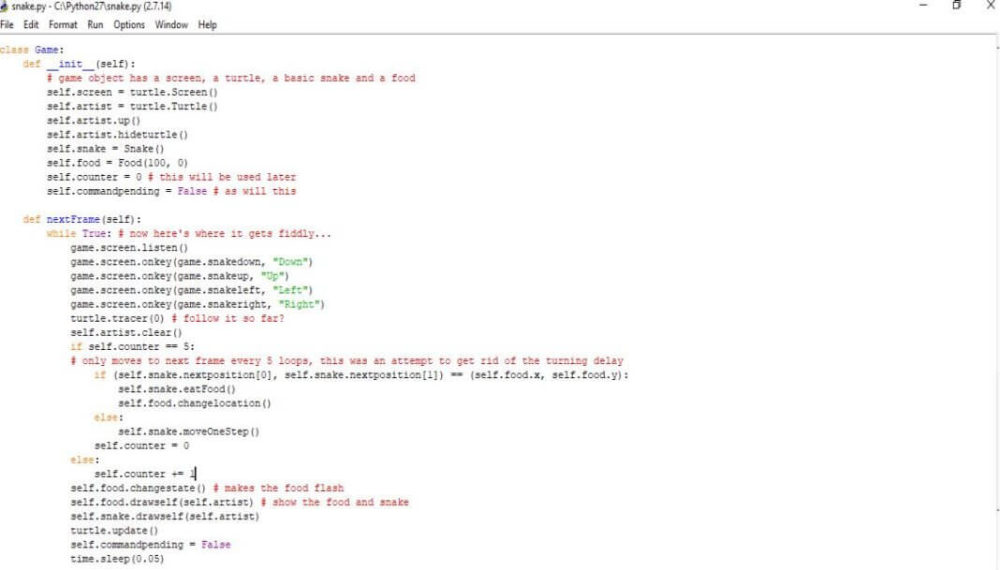 snake.py - C:\Python27\snake.py (2.7.14)
File Edit Format Run Options Window Help
class Game:
    def __init__(self):
        # game object has a screen, a turtle, a basic snake and a food
        self.screen = turtle.Screen()
        self.artist = turtle.Turtle()
        self.artist.up()
        self.artist.hideturtle()
        self.snake = Snake()
        self.food = Food(100, 0)
        self.counter = 0 # this will be used later
        self.commandpending = False # as will this
    def nextFrame(self):
        while True: # now here's where it gets fiddly...
            game.screen.listen()
            game.screen.onkey(game.snakedown, "Down")
            game.screen.onkey(game.snakeup, "Up")
            game.screen.onkey(game.snakeleft, "Left")
            game.screen.onkey(game.snakeright, "Right")
            turtle.tracer(0) # follow it so far?
            self.artist.clear()
            if self.counter == 5:
            # only moves to next frame every 5 loops, this was an attempt to get rid of the turning delay
                if (self.snake.nextposition[0], self.snake.nextposition[1]) == (self.food.x, self.food.y):
                    self.snake.eatFood()
                    self.food.changelocation()
                else:
                    self.snake.moveOneStep()
                self.counter = 0
            else:
                self.counter += 1
            self.food.changestate() # makes the food flash
            self.food.drawself(self.artist) # show the food and snake
            self.snake.drawself(self.artist)
            turtle.update()
            self.commandpending = False
            time.sleep(0.05)